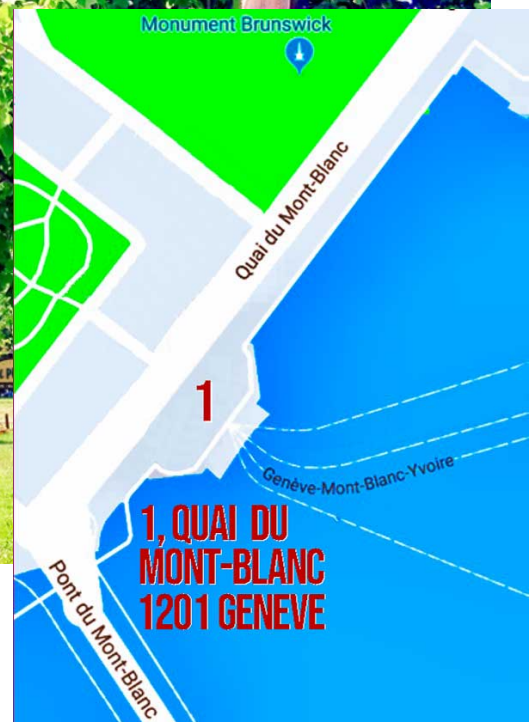 Monument Brunswick
Quai du Mont-Blanc
1
Genève-Mont-Blanc-Yvoire
1, QUAI DU
MONT-BLANC
1201 GENEVE
Pont du Mont-Blanc